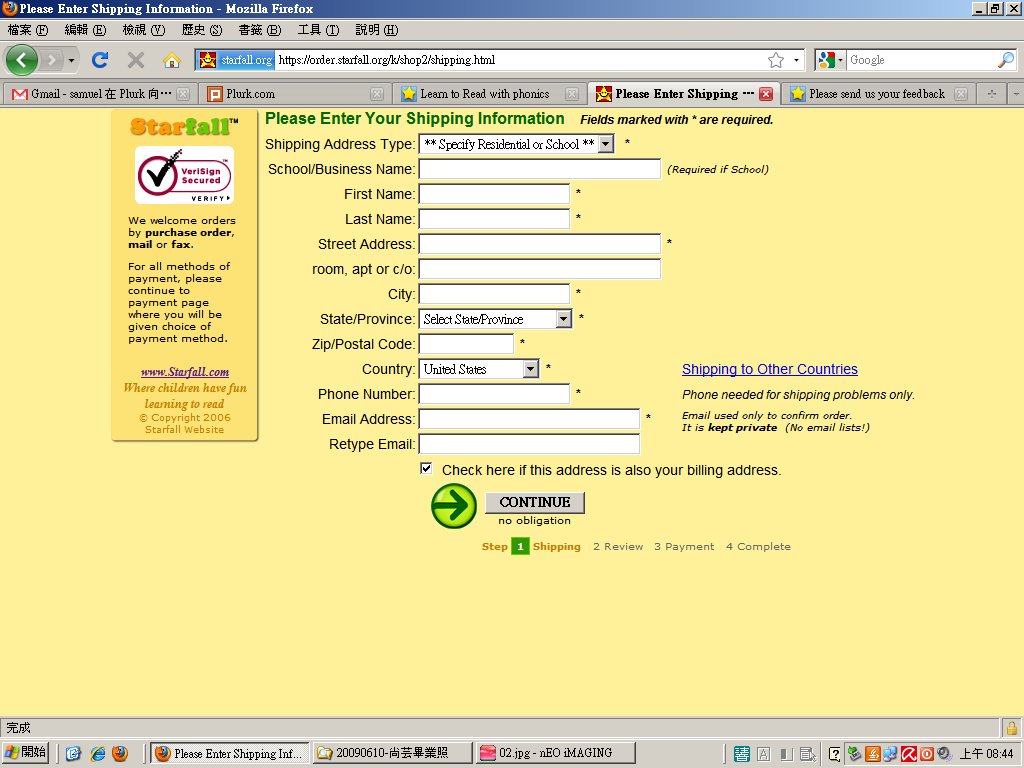 Please Enter Shipping Information - Mozilla Firefox
檔案 (F) 編輯 (E) 檢視 (V) 歷史 (S) 書籤 (B) 工具 (T) 說明 (H)
starfall.org https://order.starfall.org/k/shop2/shipping.html Google
Gmail - samuel 在 Plurk 向⋯ Plurk.com Learn to Read with phonics Please Enter Shipping ⋯ Please send us your feedback
Starfall™
VeriSign™
Secured
VERIFY
We welcome orders
by purchase order,
mail or fax.
For all methods of
payment, please
continue to
payment page
where you will be
given choice of
payment method.
www.Starfall.com
Where children have fun
learning to read
© Copyright 2006
Starfall Website
Please Enter Your Shipping Information Fields marked with * are required.
Shipping Address Type: ** Specify Residential or School ** *
School/Business Name: (Required if School)
First Name: *
Last Name: *
Street Address: *
room, apt or c/o:
City: *
State/Province: Select State/Province *
Zip/Postal Code: *
Country: United States * Shipping to Other Countries
Phone Number: * Phone needed for shipping problems only.
Email Address: * Email used only to confirm order.
It is kept private (No email lists!)
Retype Email:
Check here if this address is also your billing address.
CONTINUE
no obligation
Step 1 Shipping 2 Review 3 Payment 4 Complete
完成
開始 Please Enter Shipping Inf... 20090610-尚芸畢業照 02.jpg - nEO iMAGING 上午 08:44